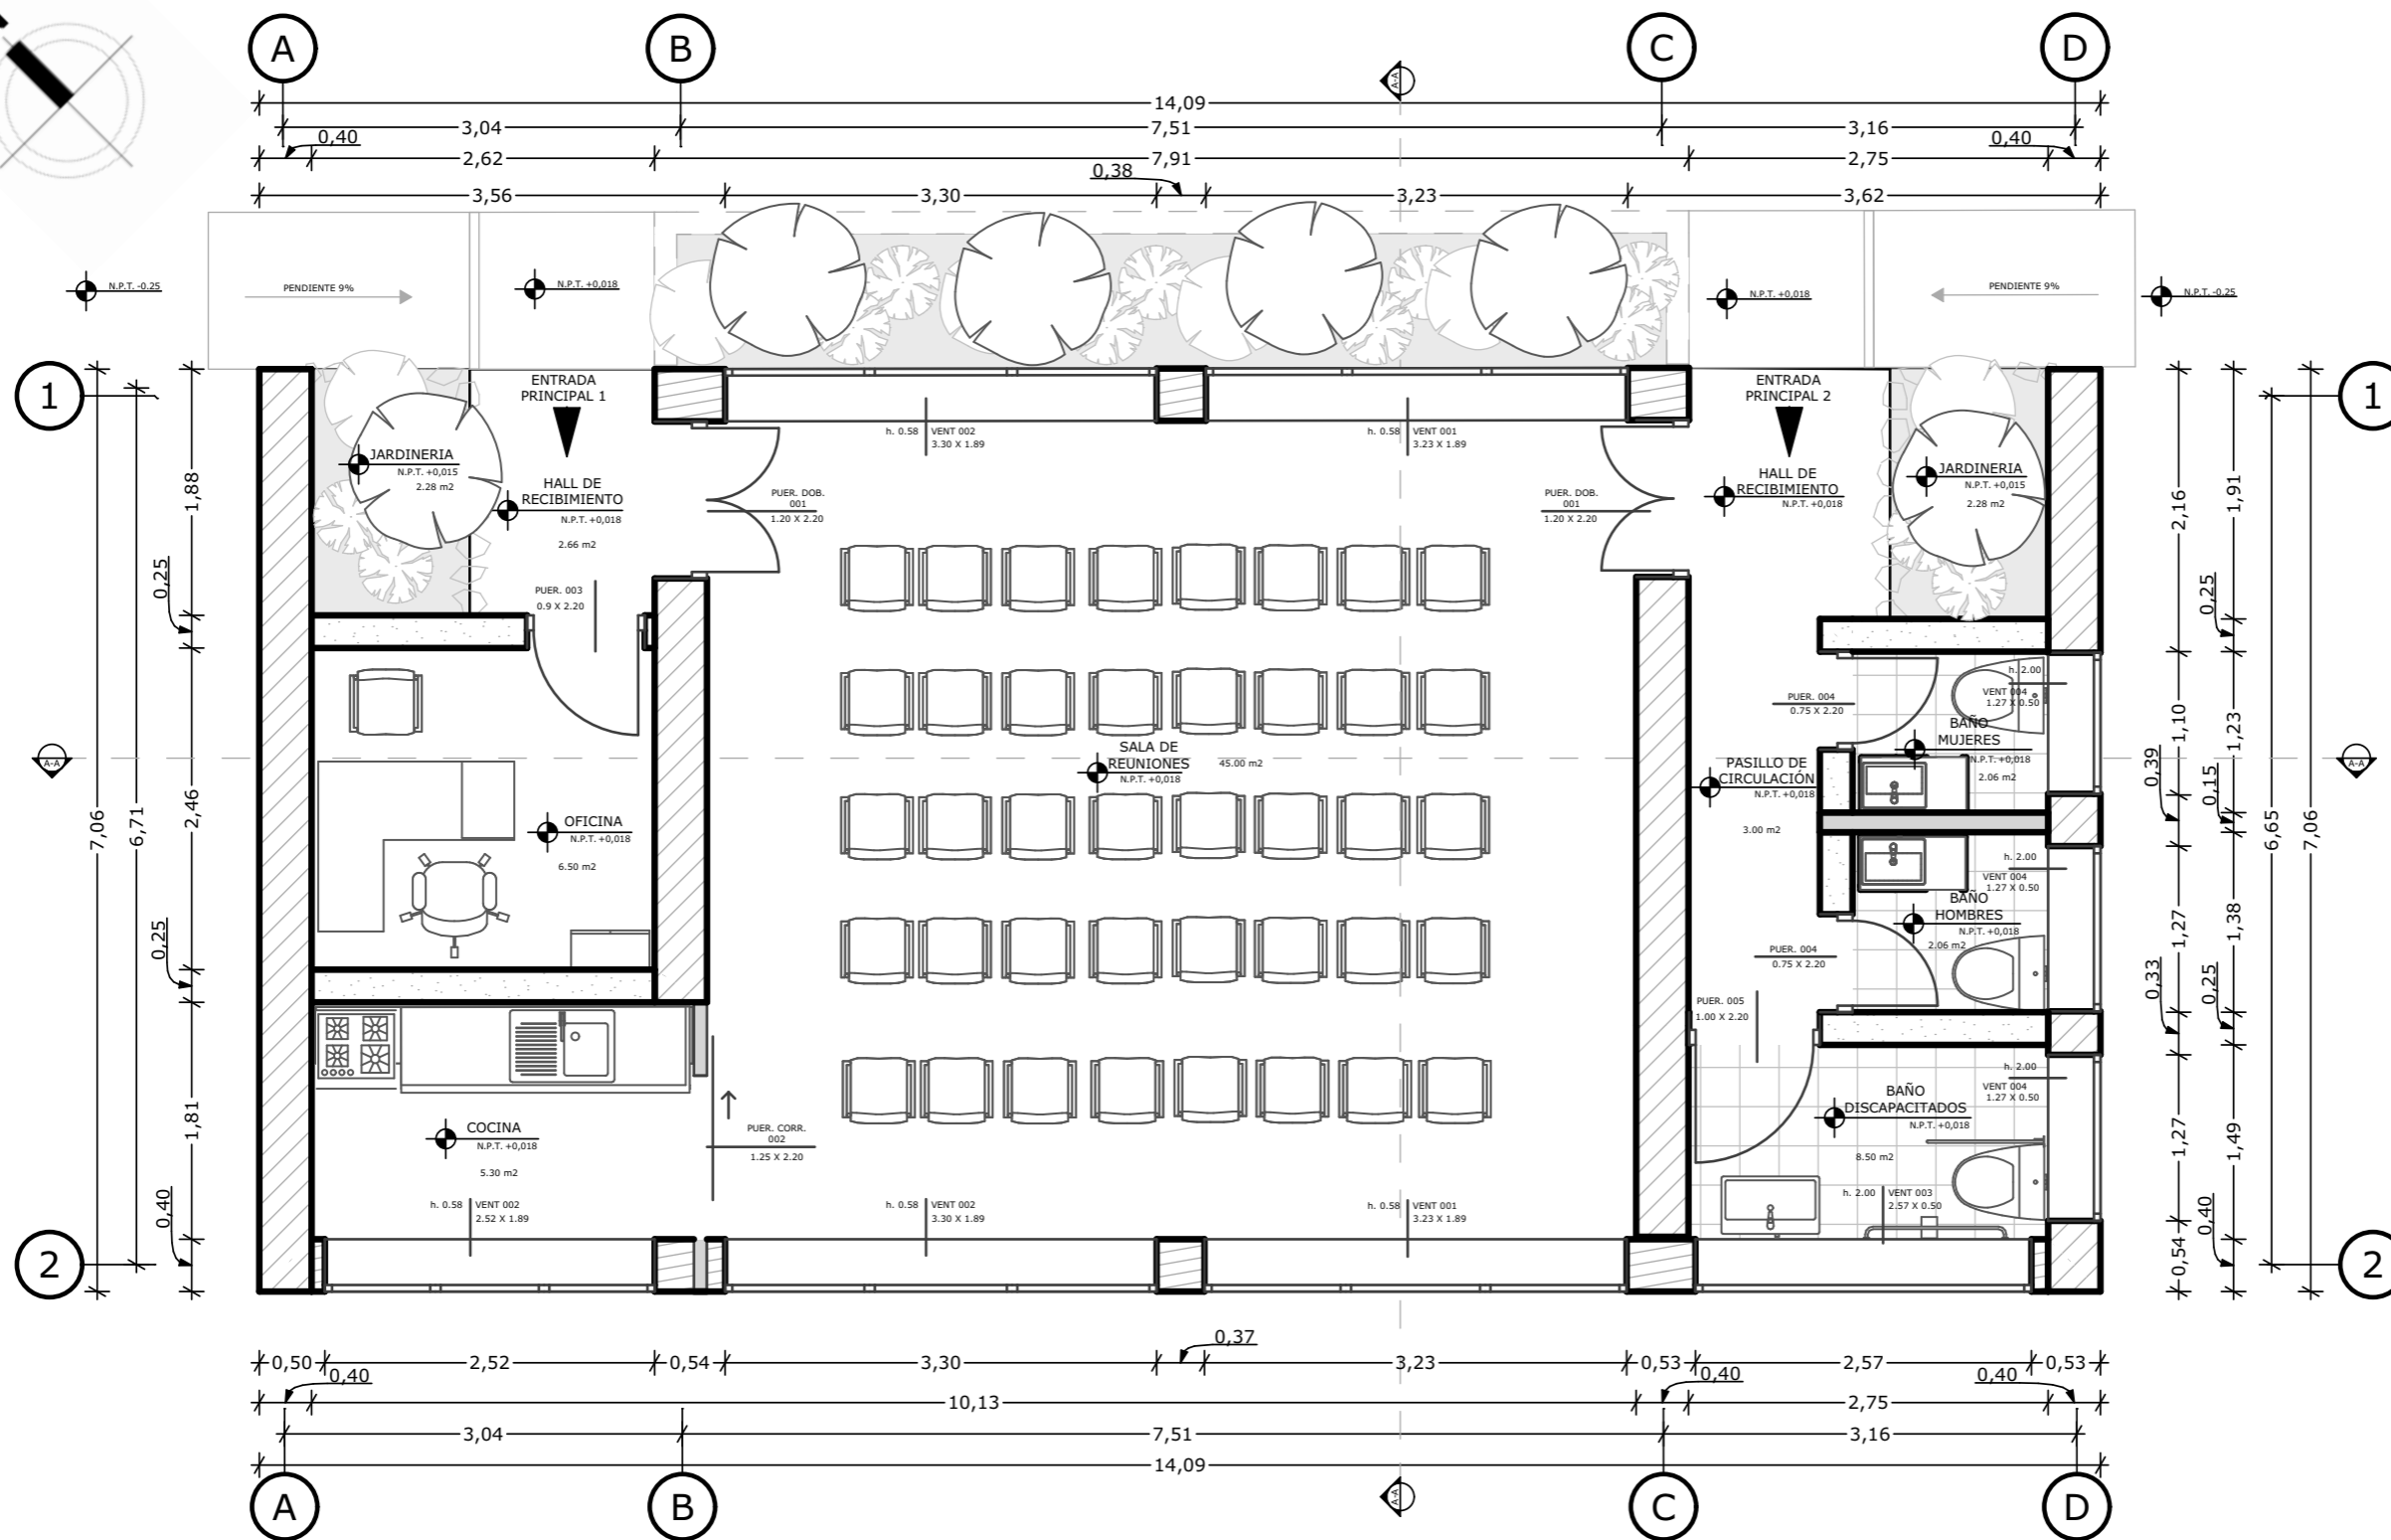 A
B
C
D
14,09
3,04
7,51
3,16
0,40
0,40
2,62
7,91
2,75
0,38
3,56
3,30
3,23
3,62
N.P.T. -0.25
PENDIENTE 9%
N.P.T. +0,018
N.P.T. +0,018
PENDIENTE 9%
N.P.T. -0.25
1
1
ENTRADA
PRINCIPAL 1
ENTRADA
PRINCIPAL 2
h. 0.58
VENT 002
3.30 X 1.89
h. 0.58
VENT 001
3.23 X 1.89
JARDINERIA
N.P.T. +0,015
2.28 m2
HALL DE
RECIBIMIENTO
N.P.T. +0,018
2.66 m2
PUER. DOB.
001
1.20 X 2.20
PUER. DOB.
001
1.20 X 2.20
HALL DE
RECIBIMIENTO
N.P.T. +0,018
JARDINERIA
N.P.T. +0,015
2.28 m2
PUER. 003
0.9 X 2.20
1,88
0,25
2,46
0,25
1,81
0,40
7,06
6,71
2,16
1,10
0,39
1,27
0,33
1,27
0,54
1,91
0,25
1,23
0,15
1,38
0,25
1,49
0,40
6,65
7,06
h. 2.00
VENT 004
1.27 X 0.50
PUER. 004
0.75 X 2.20
BAÑO
MUJERES
N.P.T. +0,018
2.06 m2
A-A
A-A
A-A
A-A
SALA DE
REUNIONES
N.P.T. +0,018
45.00 m2
PASILLO DE
CIRCULACIÓN
N.P.T. +0,018
3.00 m2
OFICINA
N.P.T. +0,018
6.50 m2
h. 2.00
VENT 004
1.27 X 0.50
BAÑO
HOMBRES
N.P.T. +0,018
2.06 m2
PUER. 004
0.75 X 2.20
PUER. 005
1.00 X 2.20
h. 2.00
VENT 004
1.27 X 0.50
BAÑO
DISCAPACITADOS
N.P.T. +0,018
8.50 m2
COCINA
N.P.T. +0,018
5.30 m2
PUER. CORR.
002
1.25 X 2.20
h. 0.58
VENT 002
2.52 X 1.89
h. 0.58
VENT 002
3.30 X 1.89
h. 0.58
VENT 001
3.23 X 1.89
h. 2.00
VENT 003
2.57 X 0.50
2
2
0,50
2,52
0,54
3,30
0,37
3,23
0,53
2,57
0,53
0,40
10,13
0,40
2,75
0,40
3,04
7,51
3,16
14,09
A
B
C
D